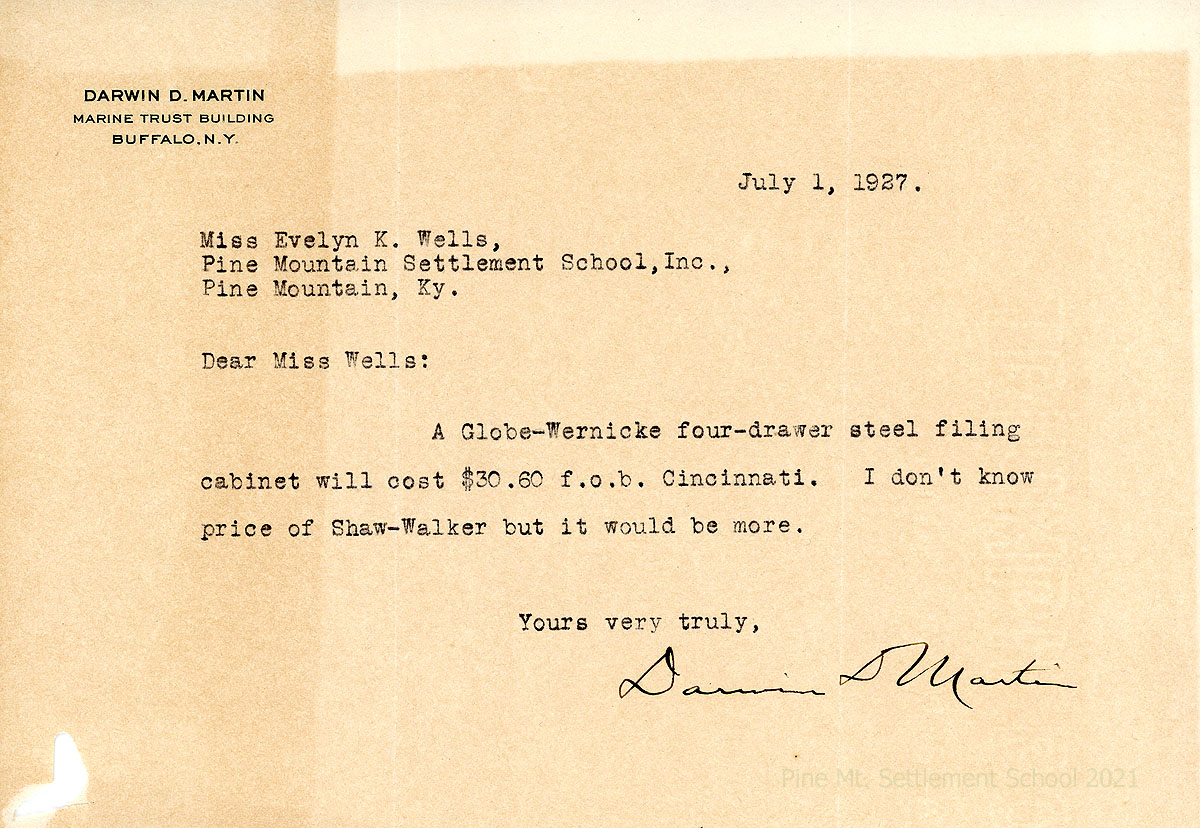 DARWIN D. MARTIN
MARINE TRUST BUILDING
BUFFALO, N.Y.
July 1, 1927.
Miss Evelyn K. Wells,
Pine Mountain Settlement School,Inc.,
Pine Mountain, Ky.
Dear Miss Wells:
A Globe-Wernicke four-drawer steel filing
cabinet will cost $30.60 f.o.b. Cincinnati. I don't know
price of Shaw-Walker but it would be more.
Yours very truly,
Darwin D Martin
Pine Mt. Settlement School 2021